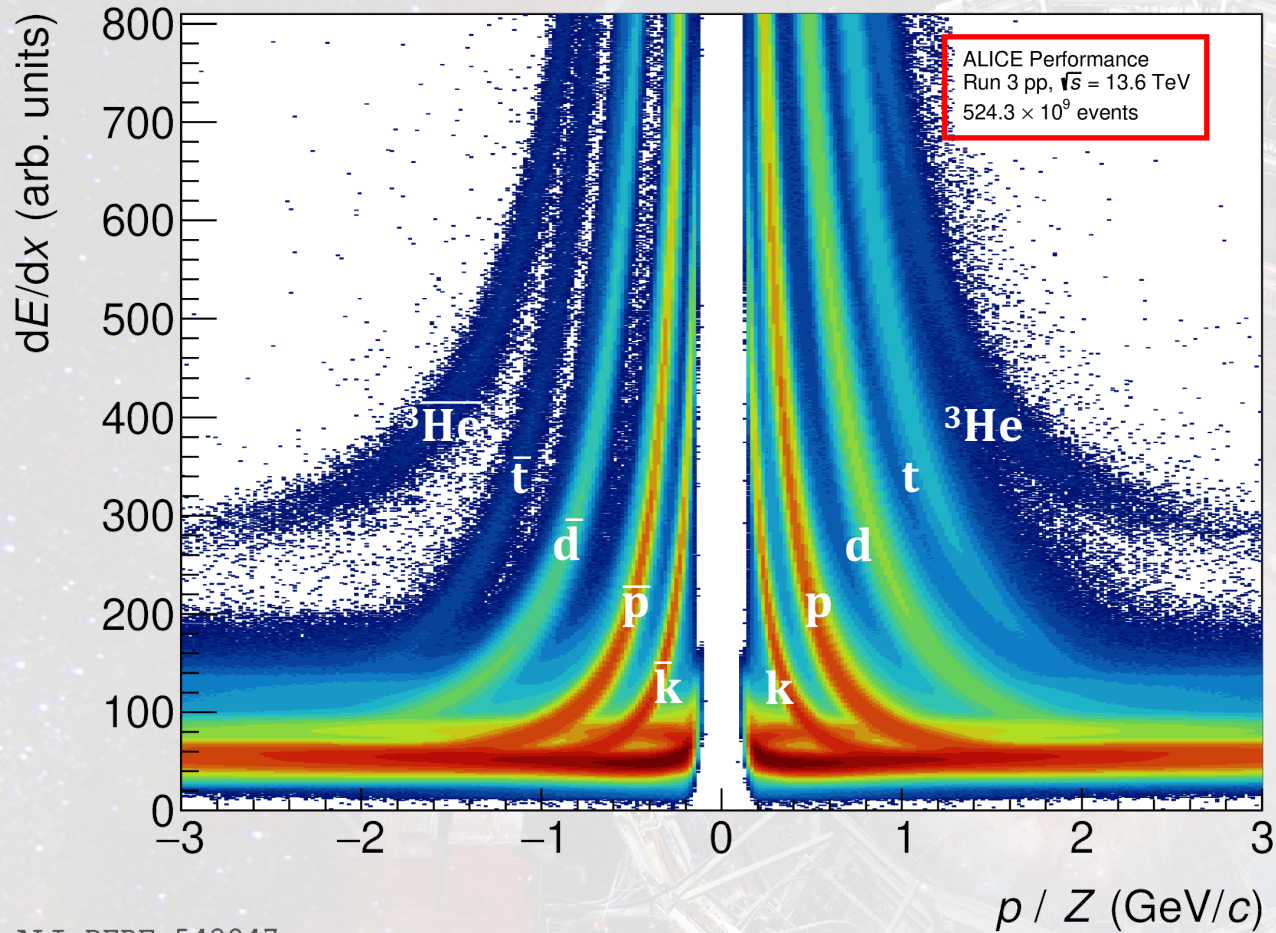 dE/dx (arb. units)
800
700
600
500
400
300
200
100
0
ALICE Performance
Run 3 pp, √s = 13.6 TeV
524.3 × 10⁹ events
³H̅e̅
t̅
d̅
p̅
k̅
³He
t
d
p
k
−3
−2
−1
0
1
2
3
p / Z (GeV/c)